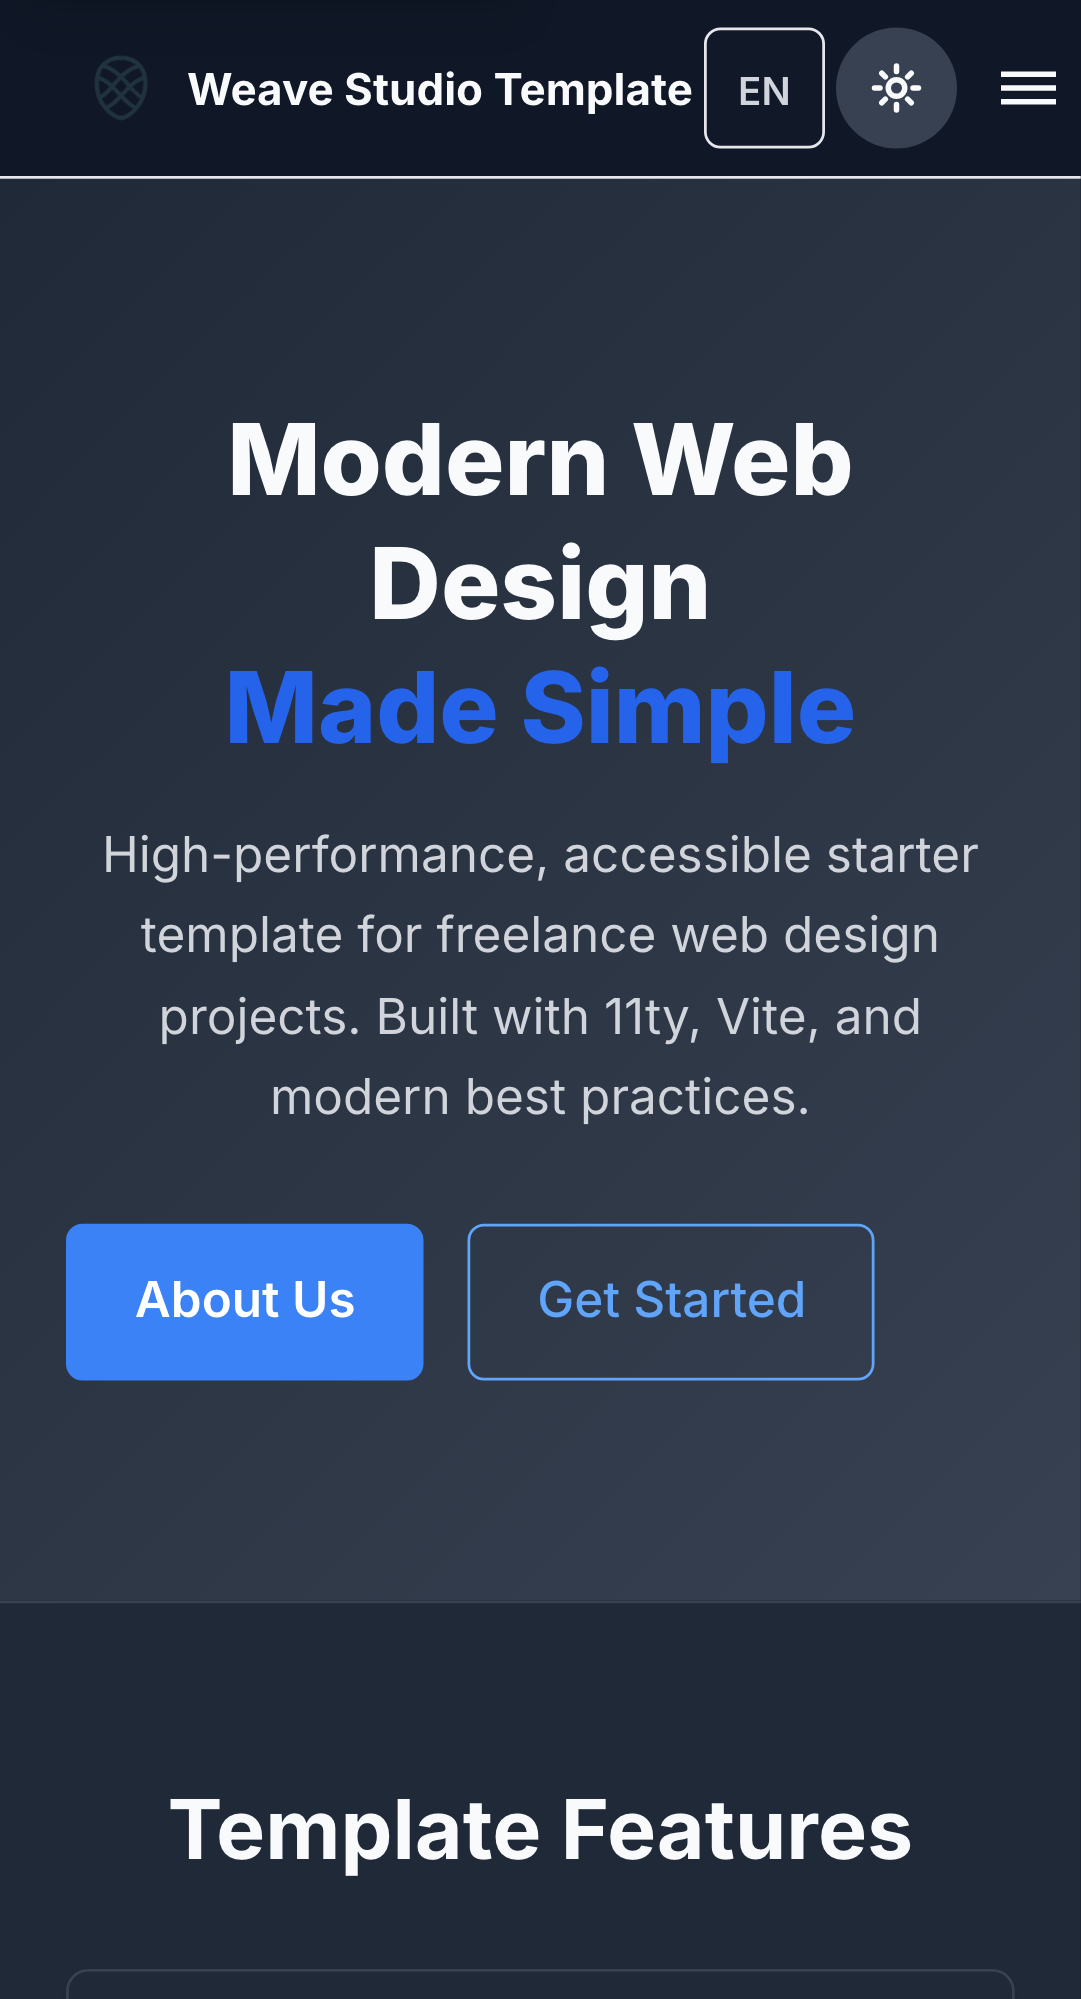 Weave Studio Template EN
Modern Web
Design
Made Simple
High-performance, accessible starter
template for freelance web design
projects. Built with 11ty, Vite, and
modern best practices.
About Us Get Started
Template Features